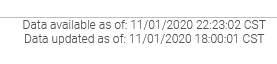 Data available as of: 11/01/2020 22:23:02 CST
Data updated as of: 11/01/2020 18:00:01 CST